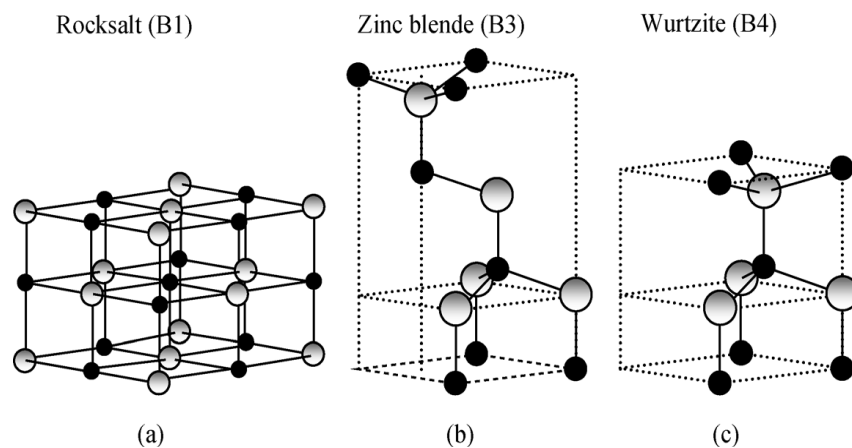 Rocksalt (B1)
Zinc blende (B3)
Wurtzite (B4)
(a)
(b)
(c)